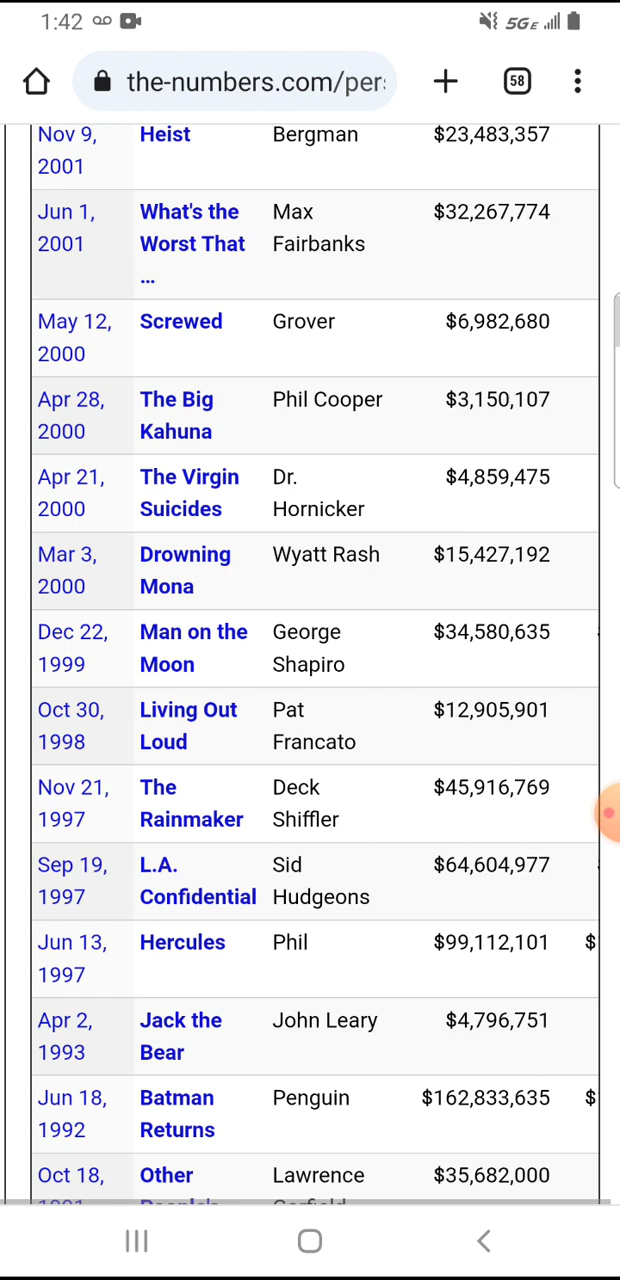 1:42 5GE
the-numbers.com/per: 58
Nov 9, Heist Bergman $23,483,357
2001
Jun 1, What's the Max $32,267,774
2001 Worst That Fairbanks
...
May 12, Screwed Grover $6,982,680
2000
Apr 28, The Big Phil Cooper $3,150,107
2000 Kahuna
Apr 21, The Virgin Dr. $4,859,475
2000 Suicides Hornicker
Mar 3, Drowning Wyatt Rash $15,427,192
2000 Mona
Dec 22, Man on the George $34,580,635
1999 Moon Shapiro
Oct 30, Living Out Pat $12,905,901
1998 Loud Francato
Nov 21, The Deck $45,916,769
1997 Rainmaker Shiffler
Sep 19, L.A. Sid $64,604,977
1997 Confidential Hudgeons
Jun 13, Hercules Phil $99,112,101 $
1997
Apr 2, Jack the John Leary $4,796,751
1993 Bear
Jun 18, Batman Penguin $162,833,635 $
1992 Returns
Oct 18, Other Lawrence $35,682,000